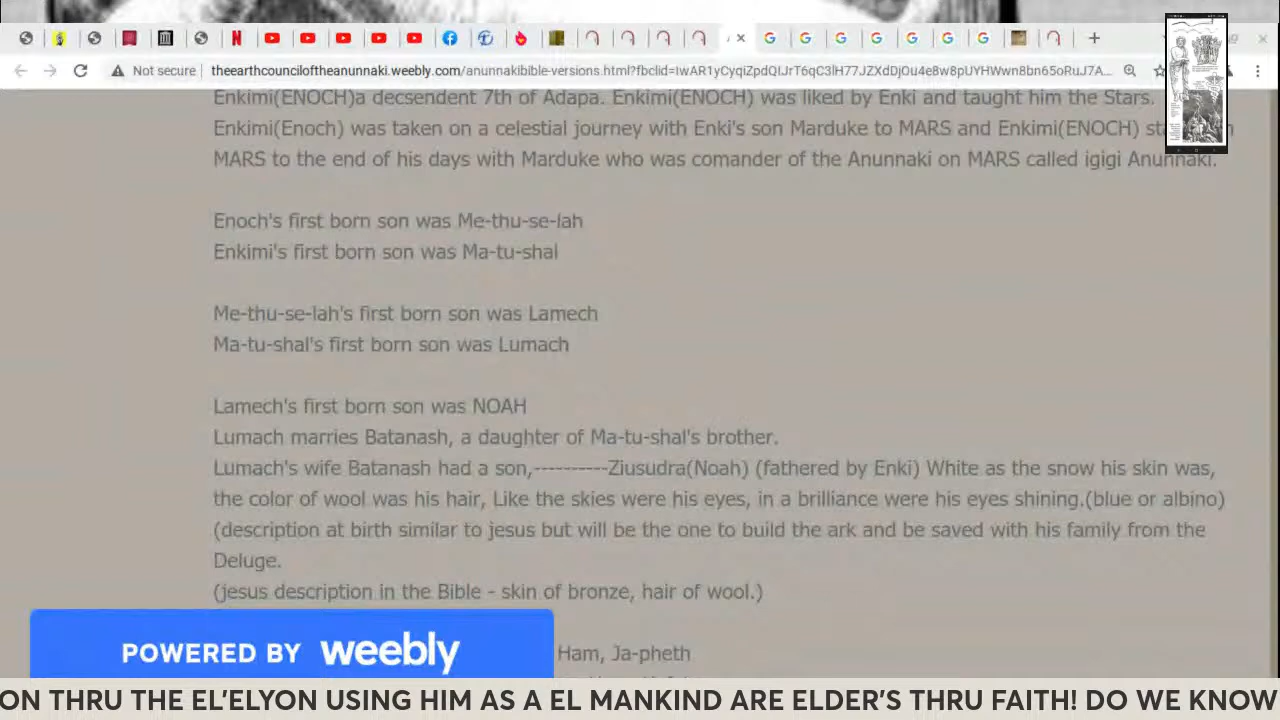 Not secure
theearthcounciloftheanunnaki.weebly.com/anunnakibible-versions.html?fbclid=IwAR1yCyqiZpdGIJrT6qC3lH77JZXdDjOu4e8w8pUYHWwn8bn65oRuJ7A...
Enkimi(ENOCH)a decsendent 7th of Adapa. Enkimi(ENOCH) was liked by Enki and taught him the Stars.
Enkimi(Enoch) was taken on a celestial journey with Enki's son Marduke to MARS and Enkimi(ENOCH)
MARS to the end of his days with Marduke who was comander of the Anunnaki on MARS called igigi Anunnaki.
Enoch's first born son was Me-thu-se-lah
Enkimi's first born son was Ma-tu-shal
Me-thu-se-lah's first born son was Lamech
Ma-tu-shal's first born son was Lumach
Lamech's first born son was NOAH
Lumach marries Batanash, a daughter of Ma-tu-shal's brother.
Lumach's wife Batanash had a son,----------Ziusudra(Noah) (fathered by Enki) White as the snow his skin was,
the color of wool was his hair, Like the skies were his eyes, in a brilliance were his eyes shining.(blue or albino)
(description at birth similar to jesus but will be the one to build the ark and be saved with his family from the
Deluge.
(jesus description in the Bible - skin of bronze, hair of wool.)
Ham, Ja-pheth
POWERED BY weebly
ON THRU THE EL'ELYON USING HIM AS A EL MANKIND ARE ELDER'S THRU FAITH! DO WE KNOW